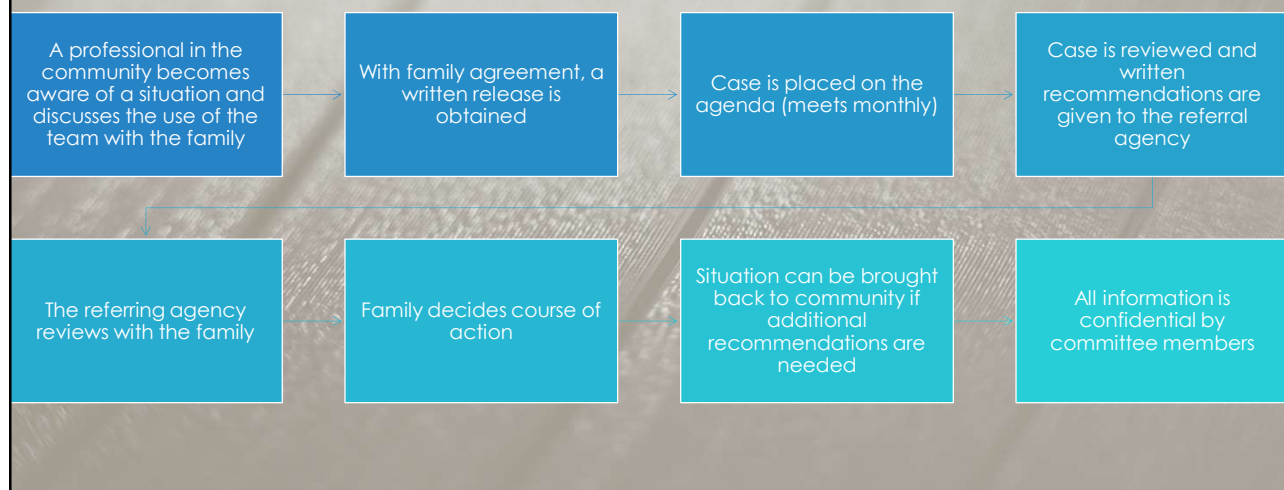 A professional in the
community becomes
aware of a situation and
discusses the use of the
team with the family
With family agreement, a
written release is
obtained
Case is placed on the
agenda (meets monthly)
Case is reviewed and
written
recommendations are
given to the referral
agency
The referring agency
reviews with the family
Family decides course of
action
Situation can be brought
back to community if
additional
recommendations are
needed
All information is
confidential by
committee members